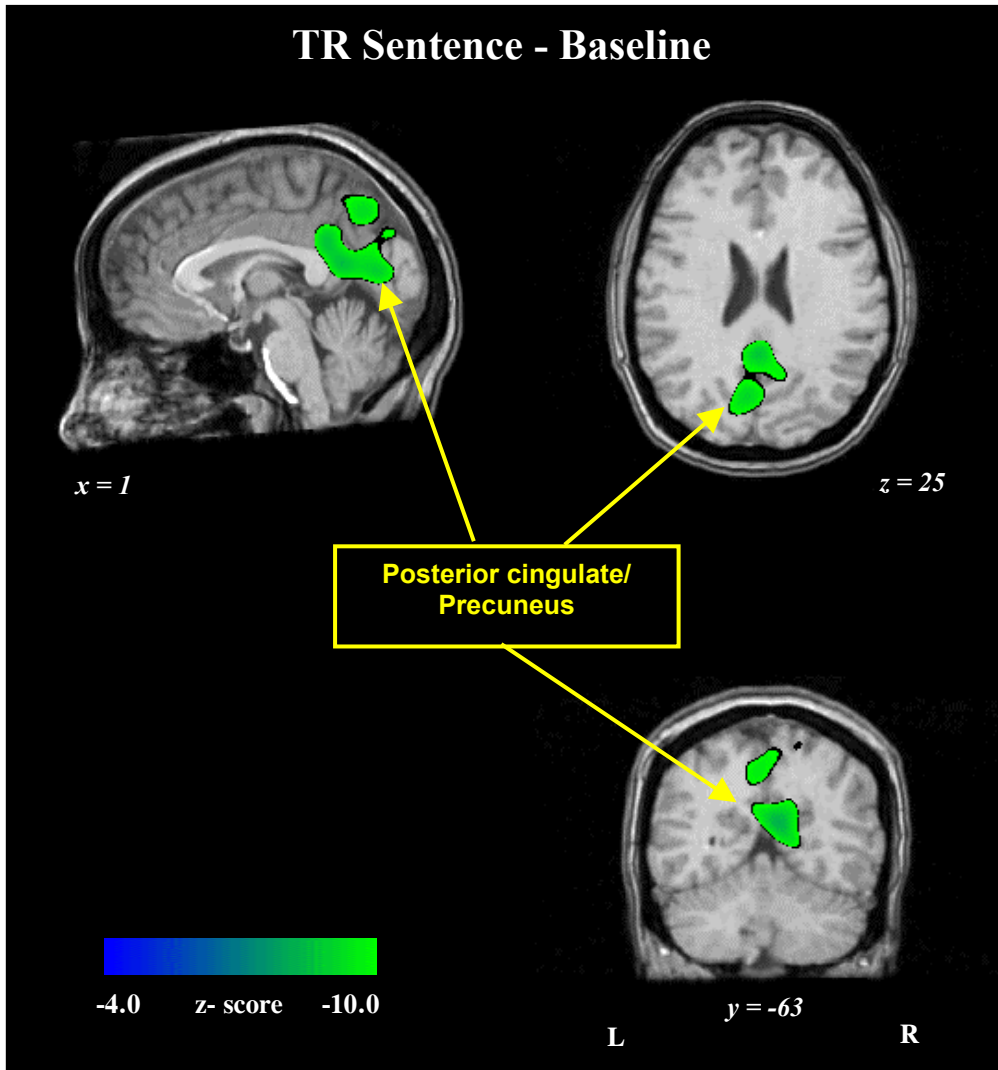 TR Sentence - Baseline
x = 1
z = 25
Posterior cingulate/
Precuneus
-4.0 z- score -10.0
y = -63
L R